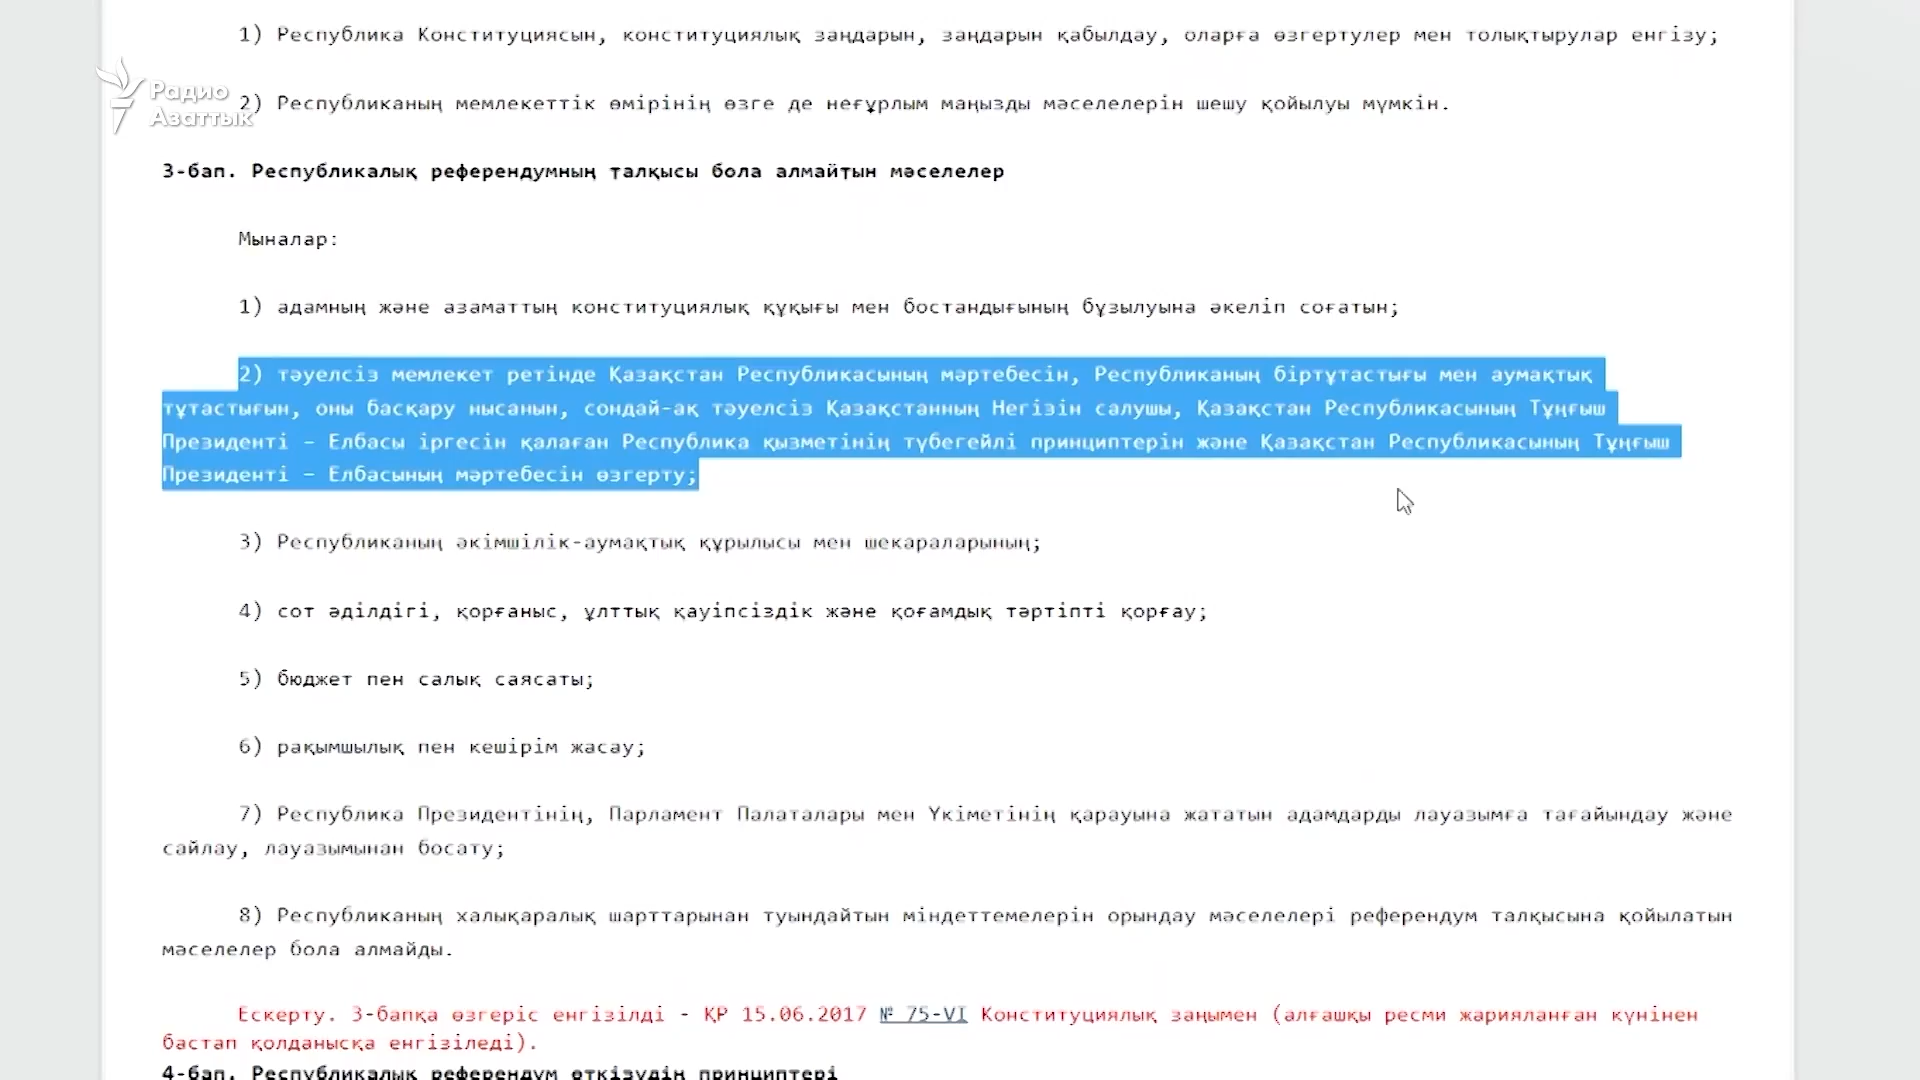 1) Республика Конституциясын, конституциялық заңдарын, заңдарын қабылдау, оларға өзгертулер мен толықтырулар енгізу;
Радио
Азаттык
2) Республиканың мемлекеттік өмірінің өзге де неғұрлым маңызды мәселелерін шешу қойылуы мүмкін.
3-бап. Республикалық референдумның талқысы бола алмайтын мәселелер
Мыналар:
1) адамның және азаматтың конституциялық құқығы мен бостандығының бұзылуына әкеліп соғатын;
2) тәуелсіз мемлекет ретінде Қазақстан Республикасының мәртебесін, Республиканың біртұтастығы мен аумақтық
тұтастығын, оны басқару нысанын, сондай-ақ тәуелсіз Қазақстанның Негізін салушы, Қазақстан Республикасының Тұңғыш
Президенті – Елбасы іргесін қалаған Республика қызметінің түбегейлі принциптерін және Қазақстан Республикасының Тұңғыш
Президенті – Елбасының мәртебесін өзгерту;
3) Республиканың әкімшілік-аумақтық құрылысы мен шекараларының;
4) сот әділдігі, қорғаныс, ұлттық қауіпсіздік және қоғамдық тәртіпті қорғау;
5) бюджет пен салық саясаты;
6) рақымшылық пен кешірім жасау;
7) Республика Президентінің, Парламент Палаталары мен Үкіметінің қарауына жататын адамдарды лауазымға тағайындау және
сайлау, лауазымынан босату;
8) Республиканың халықаралық шарттарынан туындайтын міндеттемелерін орындау мәселелері референдум талқысына қойылатын
мәселелер бола алмайды.
Ескерту. 3-бапқа өзгеріс енгізілді - ҚР 15.06.2017 № 75-VI Конституциялық заңымен (алғашқы ресми жарияланған күнінен
бастап қолданысқа енгізіледі).
4-бап. Республикалық референдум өткізудің принциптері